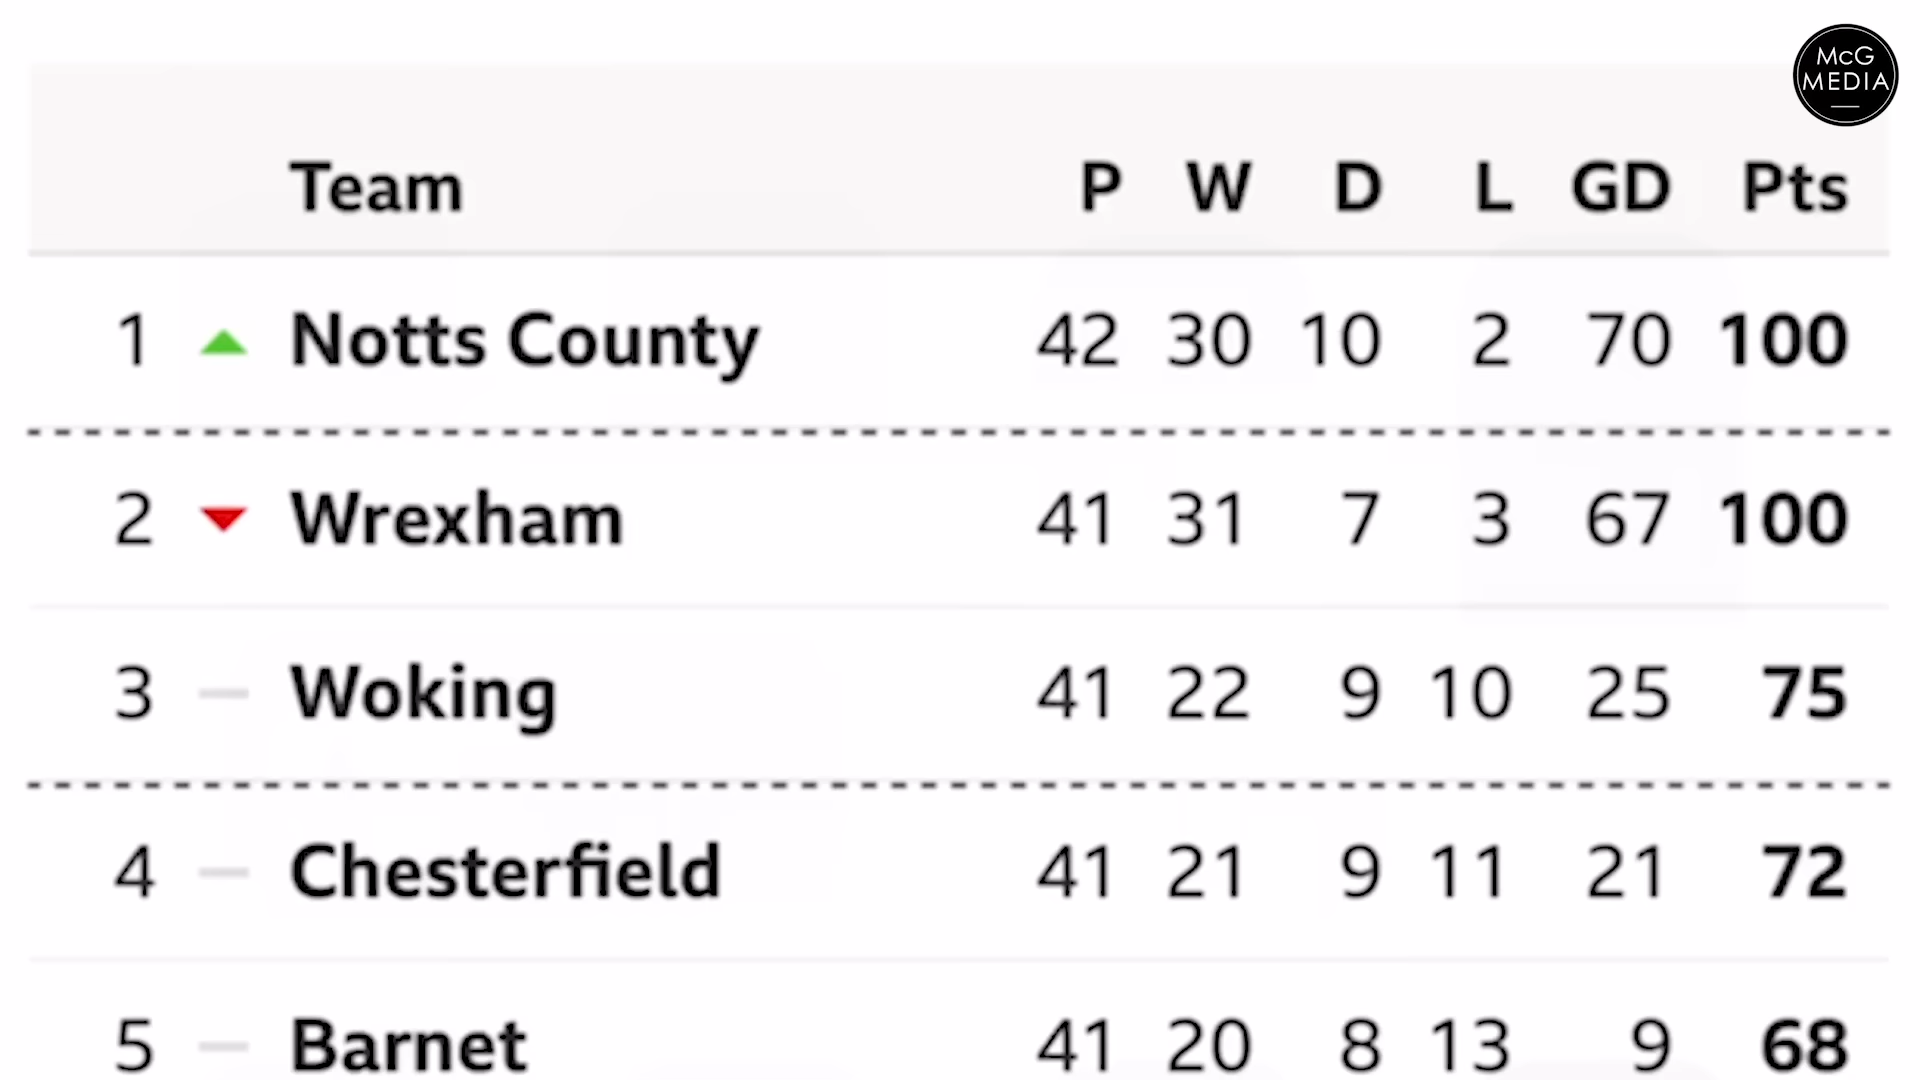 McG
MEDIA
Team P W D L GD Pts
1 Notts County 42 30 10 2 70 100
2 Wrexham 41 31 7 3 67 100
3 Woking 41 22 9 10 25 75
4 Chesterfield 41 21 9 11 21 72
5 Barnet 41 20 8 13 9 68